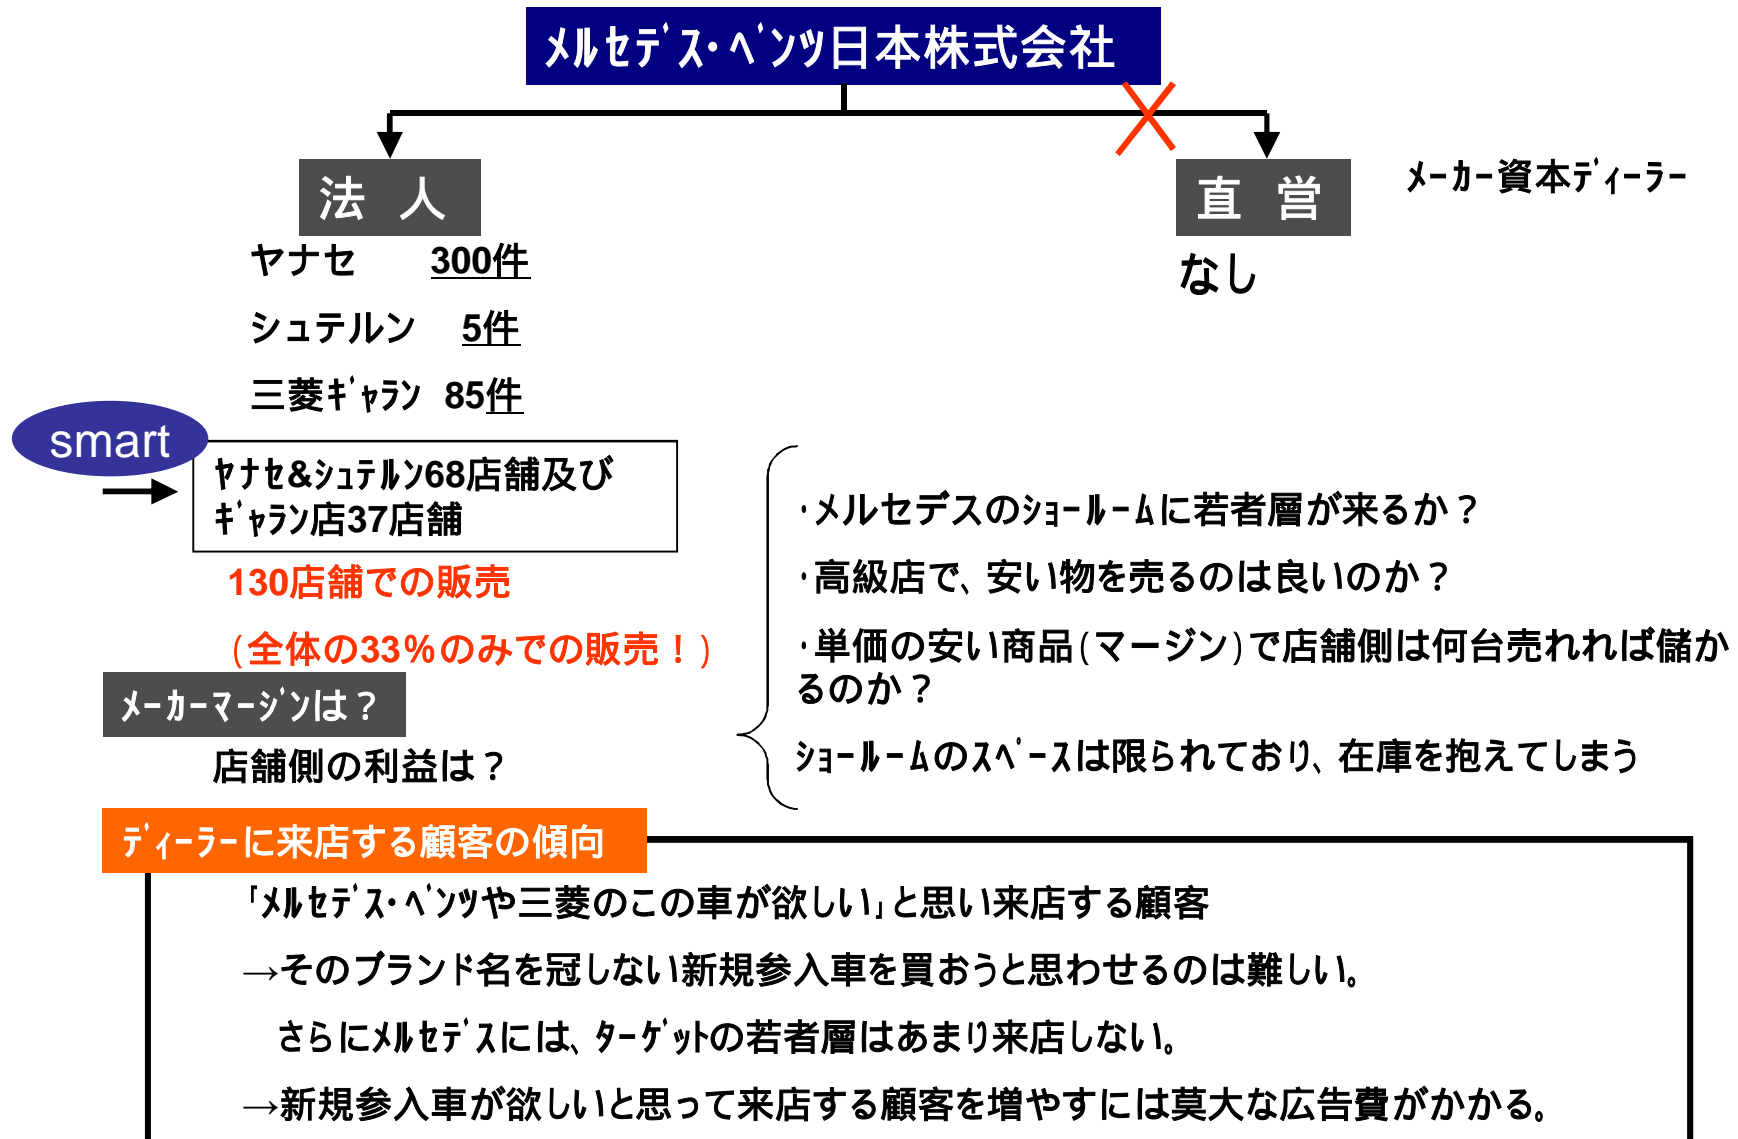 ﾒﾙｾﾃﾞｽ・ﾍﾞﾝﾂ日本株式会社
法　人
直　営
ﾒｰｶｰ資本ﾃﾞｨｰﾗｰ
ヤナセ　300件
なし
シュテルン　5件
三菱ｷﾞｬﾗﾝ 85件
smart
ﾔﾅｾ&ｼｭﾃﾙﾝ68店舗及び
ｷﾞｬﾗﾝ店37店舗
130店舗での販売
（全体の33％のみでの販売！）
・メルセデスのｼｮｰﾙｰﾑに若者層が来るか？
・高級店で、安い物を売るのは良いのか？
・単価の安い商品(マージン)で店舗側は何台売れれば儲か
るのか？
ｼｮｰﾙｰﾑのｽﾍﾟｰｽは限られており、在庫を抱えてしまう
ﾒｰｶｰﾏｰｼﾞﾝは？
店舗側の利益は？
ﾃﾞｨｰﾗｰに来店する顧客の傾向
｢ﾒﾙｾﾃﾞｽ・ﾍﾞﾝﾂや三菱のこの車が欲しい｣と思い来店する顧客
→そのブランド名を冠しない新規参入車を買おうと思わせるのは難しい。
さらにﾒﾙｾﾃﾞｽには、ﾀｰｹﾞｯﾄの若者層はあまり来店しない。
→新規参入車が欲しいと思って来店する顧客を増やすには莫大な広告費がかかる。